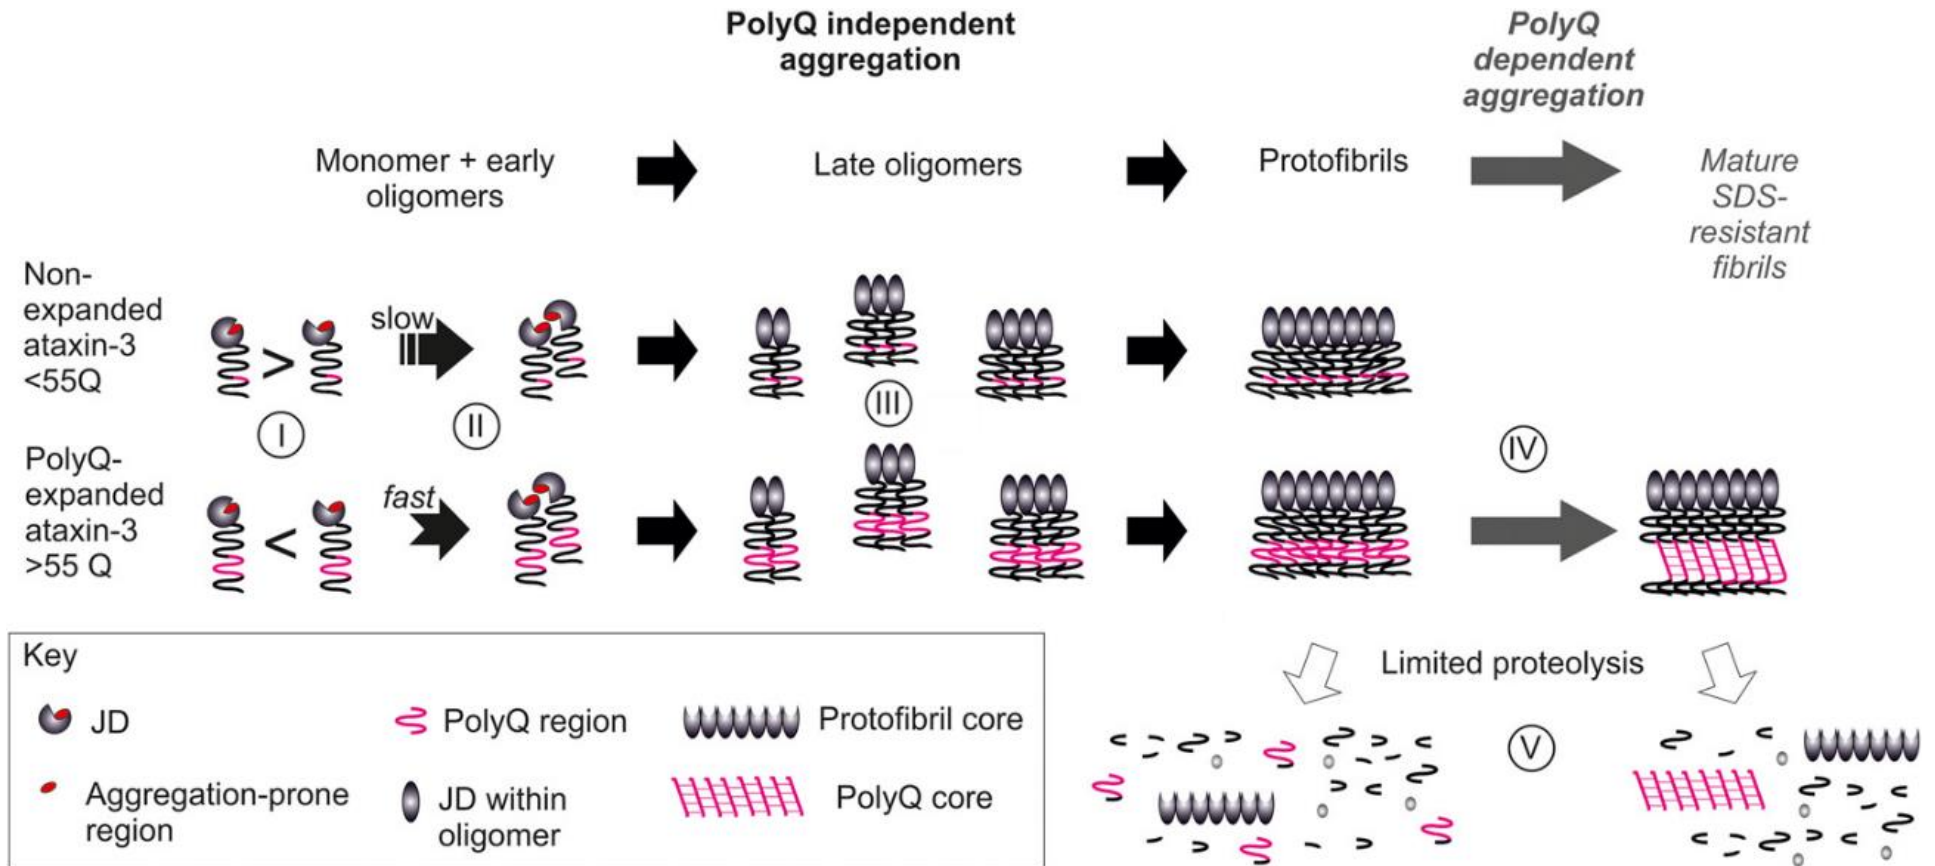 PolyQ independent
aggregation
PolyQ
dependent
aggregation
Monomer + early
oligomers
Late oligomers
Protofibrils
Mature
SDS-
resistant
fibrils
Non-
expanded
ataxin-3
<55Q
>
slow
I
II
III
IV
PolyQ-
expanded
ataxin-3
>55 Q
<
fast
Key
JD
PolyQ region
Protofibril core
Aggregation-prone
region
JD within
oligomer
PolyQ core
Limited proteolysis
V